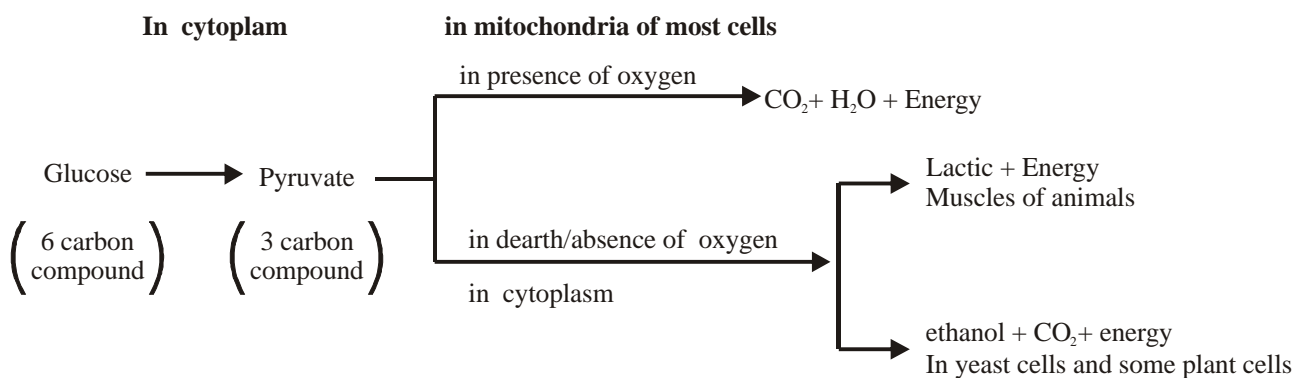 In cytoplam
in mitochondria of most cells
in presence of oxygen
CO₂+ H₂O + Energy
Glucose
Pyruvate
(6 carbon
compound)
(3 carbon
compound)
in dearth/absence of oxygen
in cytoplasm
Lactic + Energy
Muscles of animals
ethanol + CO₂+ energy
In yeast cells and some plant cells